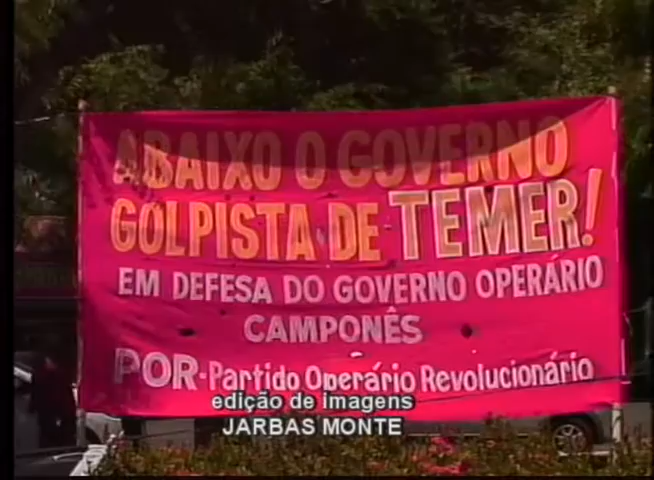 ABAIXO O GOVERNO
GOLPISTA DE TEMER!
EM DEFESA DO GOVERNO OPERÁRIO
CAMPONÊS
POR-Partido Operário Revolucionário
edição de imagens
JARBAS MONTE